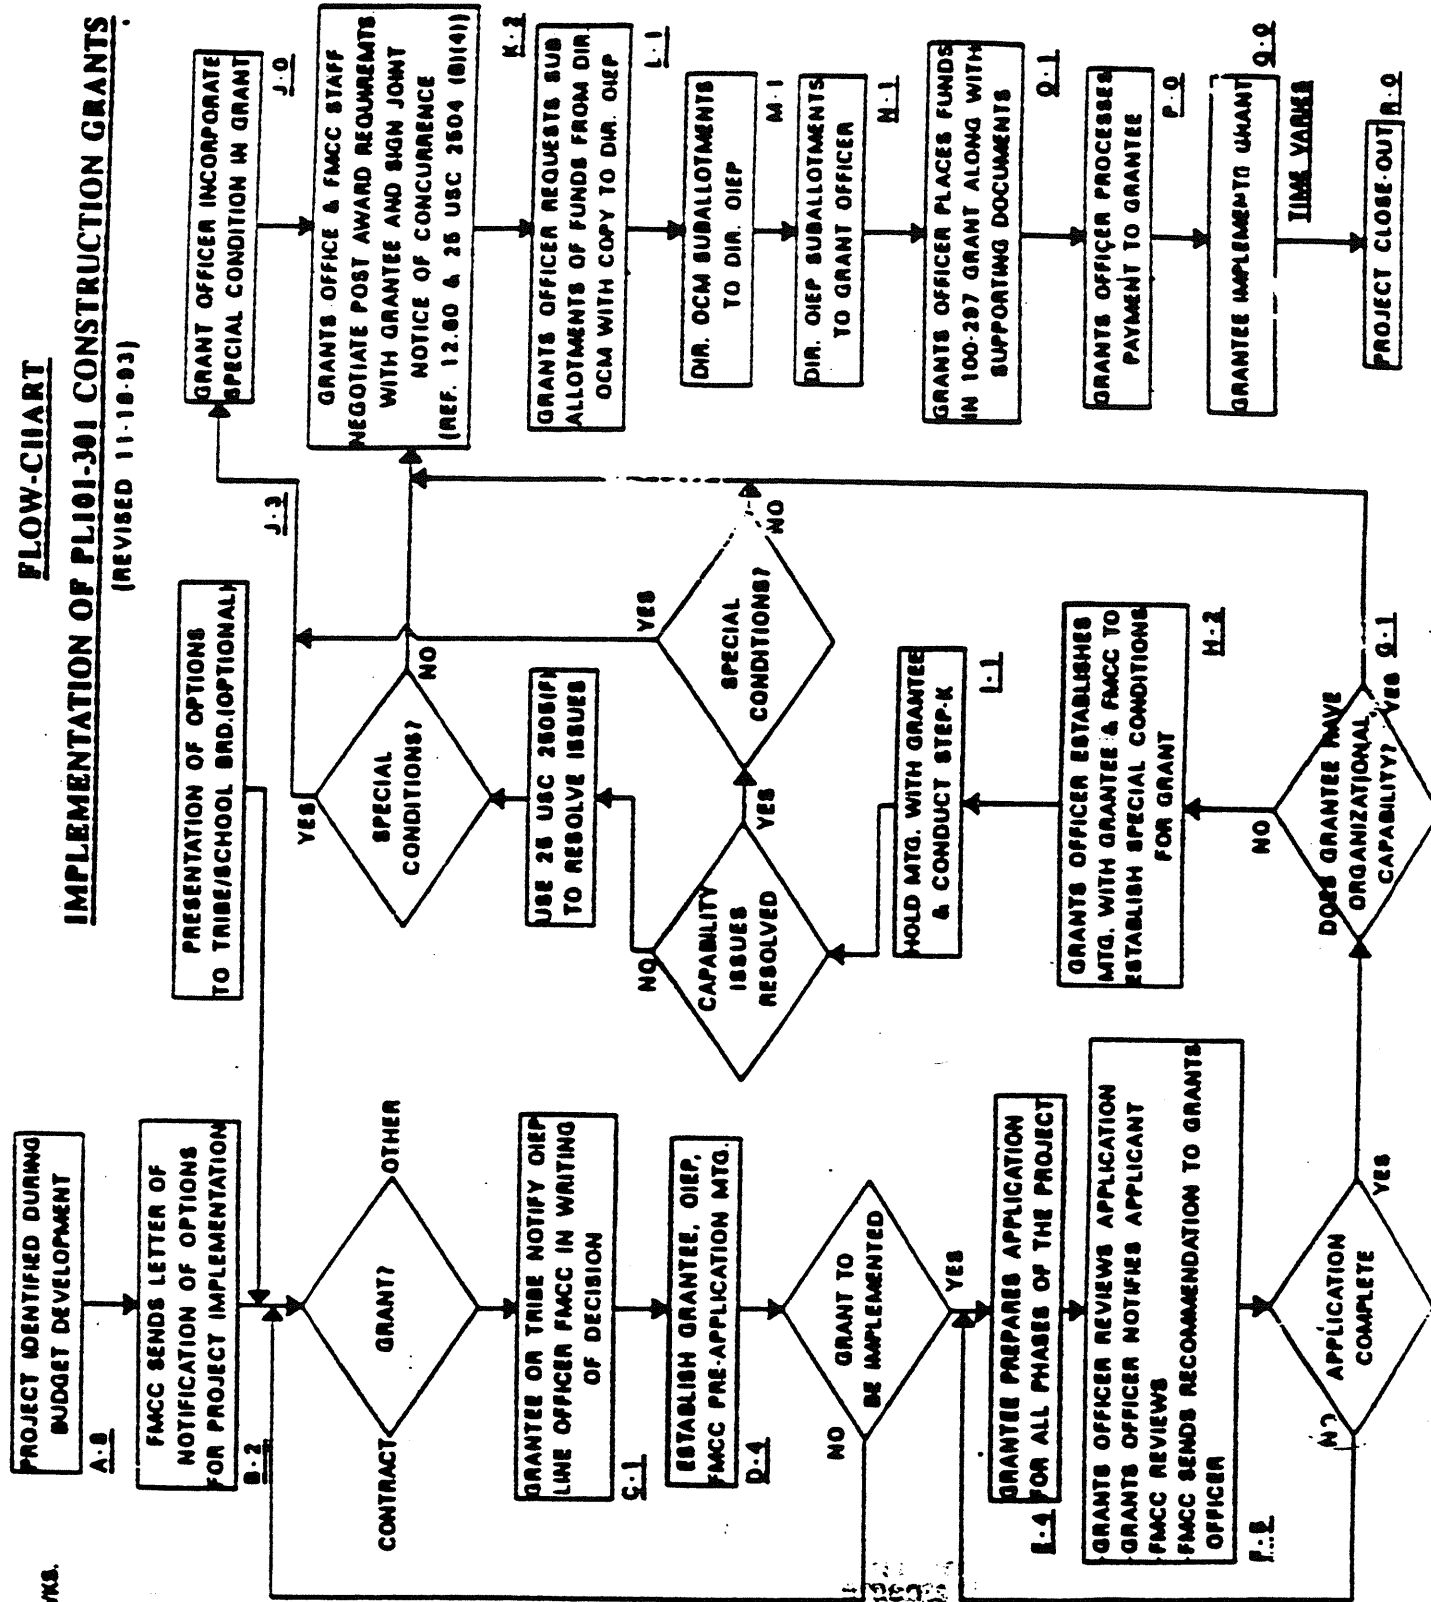 FLOW-CHART
IMPLEMENTATION OF PL101-301 CONSTRUCTION GRANTS
(REVISED 11-18-93)
WKS.
PROJECT IDENTIFIED DURING
BUDGET DEVELOPMENT
A-8
FMCC SENDS LETTER OF
NOTIFICATION OF OPTIONS
FOR PROJECT IMPLEMENTATION
B-2
PRESENTATION OF OPTIONS
TO TRIBE/SCHOOL BRD.(OPTIONAL)
CONTRACT
GRANT?
OTHER
GRANTEE OR TRIBE NOTIFY OIEP
LINE OFFICER FMCC IN WRITING
OF DECISION
C-1
ESTABLISH GRANTEE, OIEP,
FMCC PRE-APPLICATION MTG.
D-4
NO
GRANT TO
BE IMPLEMENTED
YES
GRANTEE PREPARES APPLICATION
FOR ALL PHASES OF THE PROJECT
E-4
GRANTS OFFICER REVIEWS APPLICATION
GRANTS OFFICER NOTIFIES APPLICANT
FMCC REVIEWS
FMCC SENDS RECOMMENDATION TO GRANTS
OFFICER
NO
APPLICATION
COMPLETE
YES
DOES GRANTEE HAVE
ORGANIZATIONAL
CAPABILITY?
NO
YES
G-1
GRANTS OFFICER ESTABLISHES
MTG. WITH GRANTEE & FMCC TO
ESTABLISH SPECIAL CONDITIONS
FOR GRANT
H-2
HOLD MTG. WITH GRANTEE
& CONDUCT STEP-K
I-1
CAPABILITY
ISSUES
RESOLVED
NO
YES
USE 25 USC 2505(F)
TO RESOLVE ISSUES
SPECIAL
CONDITIONS?
YES
NO
SPECIAL
CONDITIONS?
YES
NO
J-3
GRANT OFFICER INCORPORATE
SPECIAL CONDITION IN GRANT
J-0
GRANTS OFFICE & FMCC STAFF
NEGOTIATE POST AWARD REQUIREMTS
WITH GRANTEE AND SIGN JOINT
NOTICE OF CONCURRENCE
(REF. 12.60 & 25 USC 2504 (B)(4))
K-2
GRANTS OFFICER REQUESTS SUB
ALLOTMENTS OF FUNDS FROM DIR.
OCM WITH COPY TO DIR. OIEP
L-1
DIR. OCM SUBALLOTMENTS
TO DIR. OIEP
M-1
DIR. OIEP SUBALLOTMENTS
TO GRANT OFFICER
N-1
GRANTS OFFICER PLACES FUNDS
IN 100-297 GRANT ALONG WITH
SUPPORTING DOCUMENTS
O-1
GRANTS OFFICER PROCESSES
PAYMENT TO GRANTEE
P-0
GRANTEE IMPLEMENTS GRANT
Q-0
TIME VARIES
PROJECT CLOSE-OUT
R-0